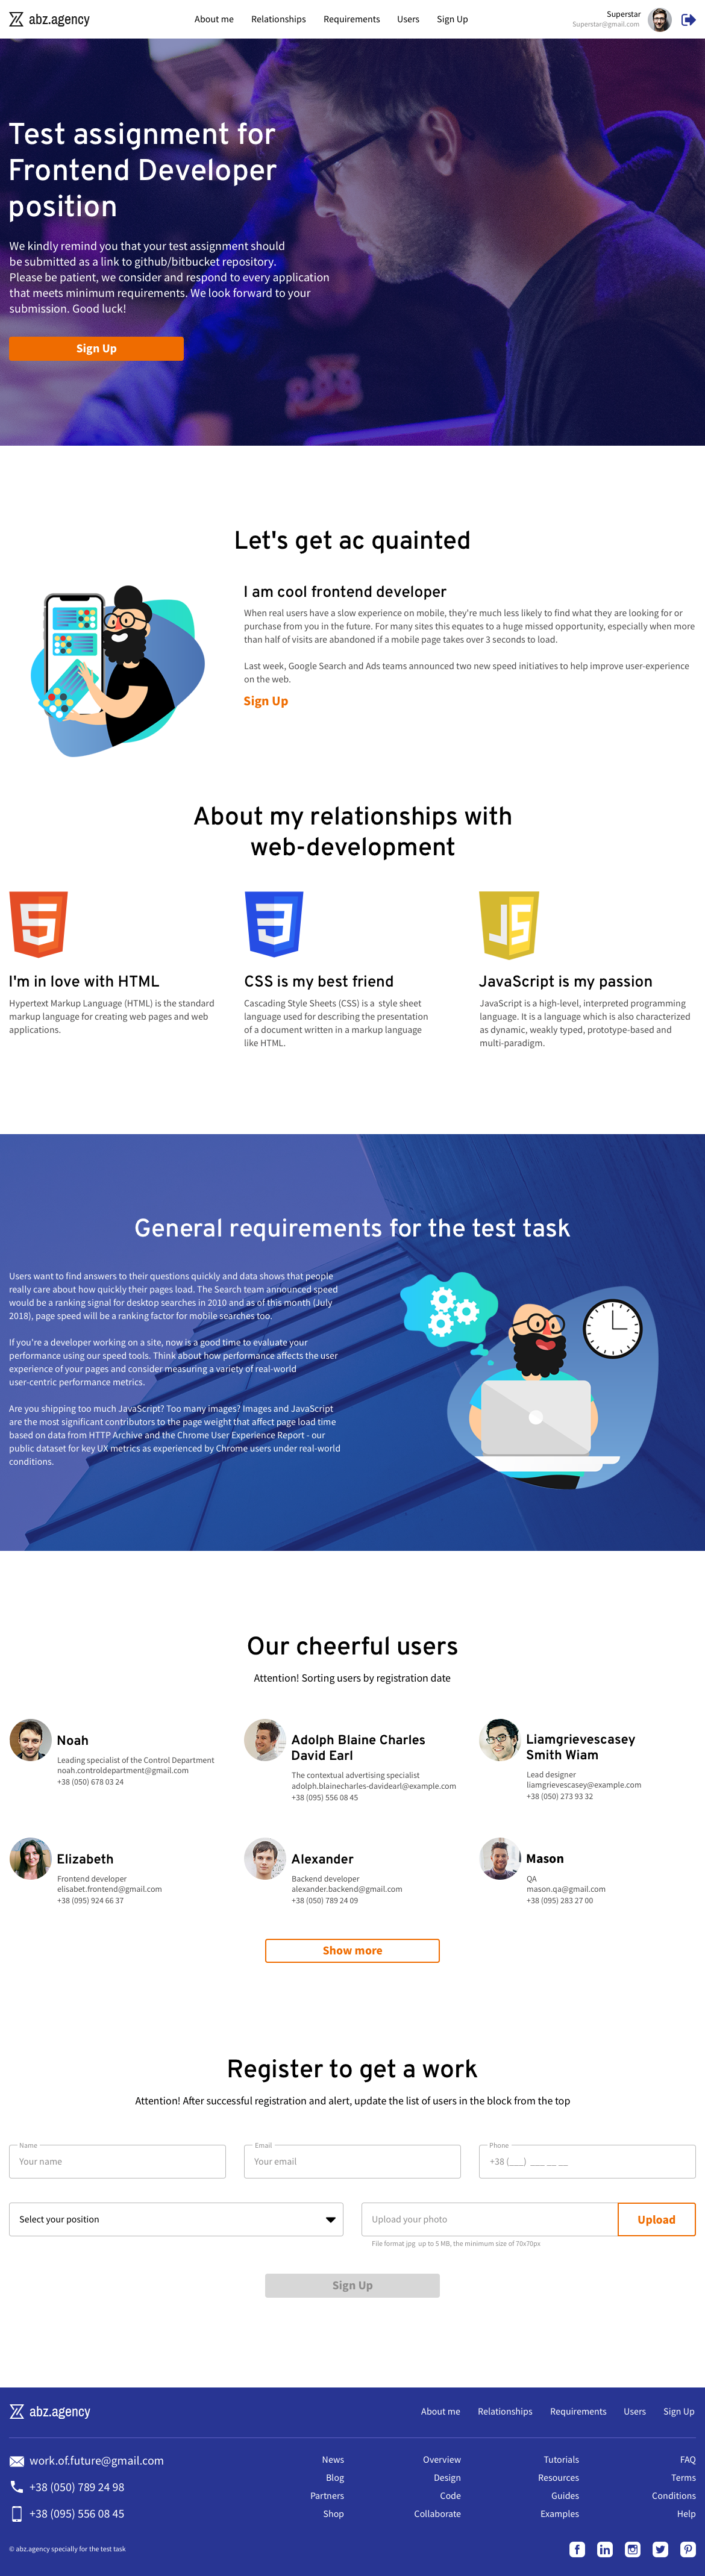 abz.agency
About me
Relationships
Requirements
Users
Sign Up
Superstar
Superstar@gmail.com
Test assignment for
Frontend Developer
position
We kindly remind you that your test assignment should
be submitted as a link to github/bitbucket repository.
Please be patient, we consider and respond to every application
that meets minimum requirements. We look forward to your
submission. Good luck!
Sign Up
Let's get ac quainted
I am cool frontend developer
When real users have a slow experience on mobile, they're much less likely to find what they are looking for or
purchase from you in the future. For many sites this equates to a huge missed opportunity, especially when more
than half of visits are abandoned if a mobile page takes over 3 seconds to load.
Last week, Google Search and Ads teams announced two new speed initiatives to help improve user-experience
on the web.
Sign Up
About my relationships with
web-development
5
3
JS
I'm in love with HTML
Hypertext Markup Language (HTML) is the standard
markup language for creating web pages and web
applications.
CSS is my best friend
Cascading Style Sheets (CSS) is a style sheet
language used for describing the presentation
of a document written in a markup language
like HTML.
JavaScript is my passion
JavaScript is a high-level, interpreted programming
language. It is a language which is also characterized
as dynamic, weakly typed, prototype-based and
multi-paradigm.
General requirements for the test task
Users want to find answers to their questions quickly and data shows that people
really care about how quickly their pages load. The Search team announced speed
would be a ranking signal for desktop searches in 2010 and as of this month (July
2018), page speed will be a ranking factor for mobile searches too.
If you're a developer working on a site, now is a good time to evaluate your
performance using our speed tools. Think about how performance affects the user
experience of your pages and consider measuring a variety of real-world
user-centric performance metrics.
Are you shipping too much JavaScript? Too many images? Images and JavaScript
are the most significant contributors to the page weight that affect page load time
based on data from HTTP Archive and the Chrome User Experience Report - our
public dataset for key UX metrics as experienced by Chrome users under real-world
conditions.
Our cheerful users
Attention! Sorting users by registration date
Noah
Leading specialist of the Control Department
noah.controldepartment@gmail.com
+38 (050) 678 03 24
Adolph Blaine Charles
David Earl
The contextual advertising specialist
adolph.blainecharles-davidearl@example.com
+38 (095) 556 08 45
Liamgrievescasey
Smith Wiam
Lead designer
liamgrievescasey@example.com
+38 (050) 273 93 32
Elizabeth
Frontend developer
elisabet.frontend@gmail.com
+38 (095) 924 66 37
Alexander
Backend developer
alexander.backend@gmail.com
+38 (050) 789 24 09
Mason
QA
mason.qa@gmail.com
+38 (095) 283 27 00
Show more
Register to get a work
Attention! After successful registration and alert, update the list of users in the block from the top
Name
Your name
Email
Your email
Phone
+38 (___) ___ __ __
Select your position
Upload your photo
Upload
File format jpg up to 5 MB, the minimum size of 70x70px
Sign Up
abz.agency
About me
Relationships
Requirements
Users
Sign Up
work.of.future@gmail.com
+38 (050) 789 24 98
+38 (095) 556 08 45
News
Blog
Partners
Shop
Overview
Design
Code
Collaborate
Tutorials
Resources
Guides
Examples
FAQ
Terms
Conditions
Help
© abz.agency specially for the test task